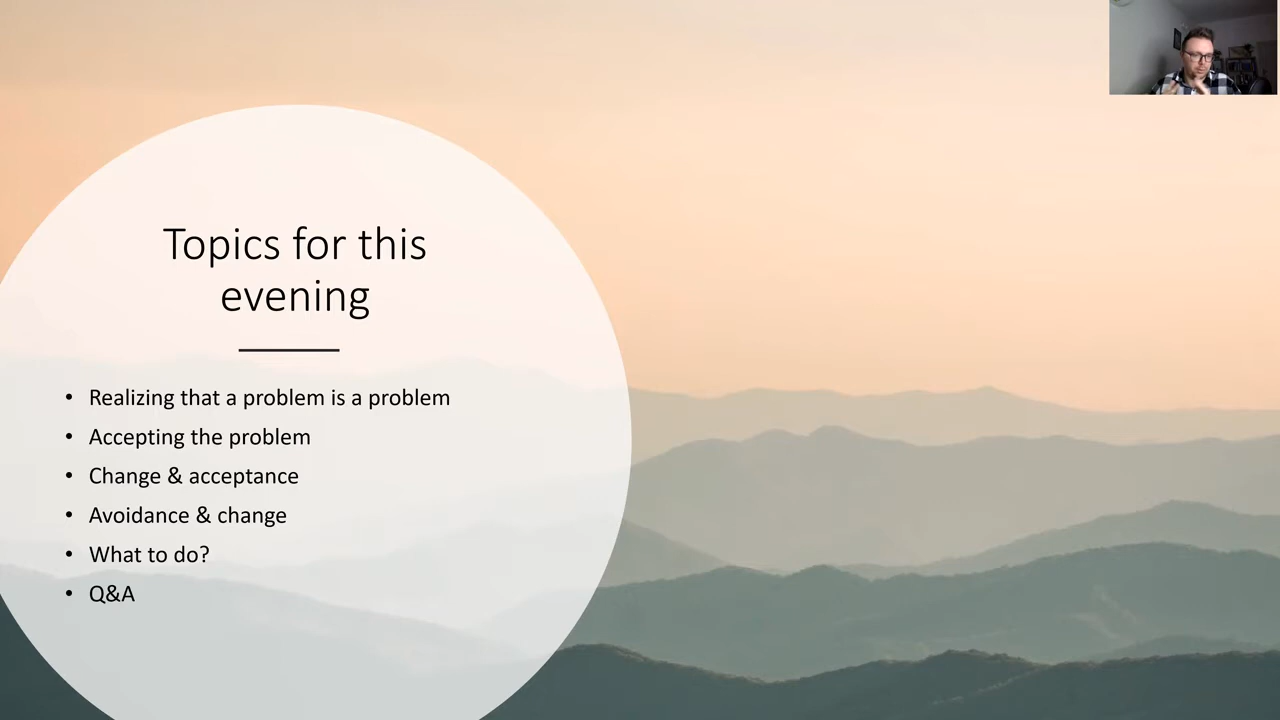 Topics for this
evening
• Realizing that a problem is a problem
• Accepting the problem
• Change & acceptance
• Avoidance & change
• What to do?
• Q&A